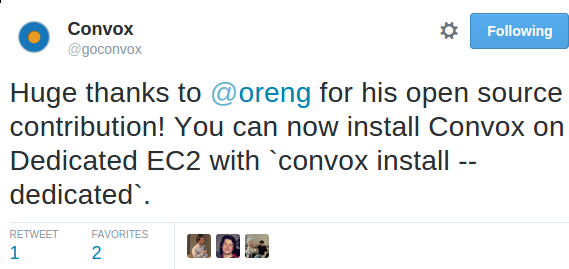 Convox
@goconvox
Following
Huge thanks to @oreng for his open source
contribution! You can now install Convox on
Dedicated EC2 with `convox install --
dedicated`.
RETWEET
FAVORITES
1
2